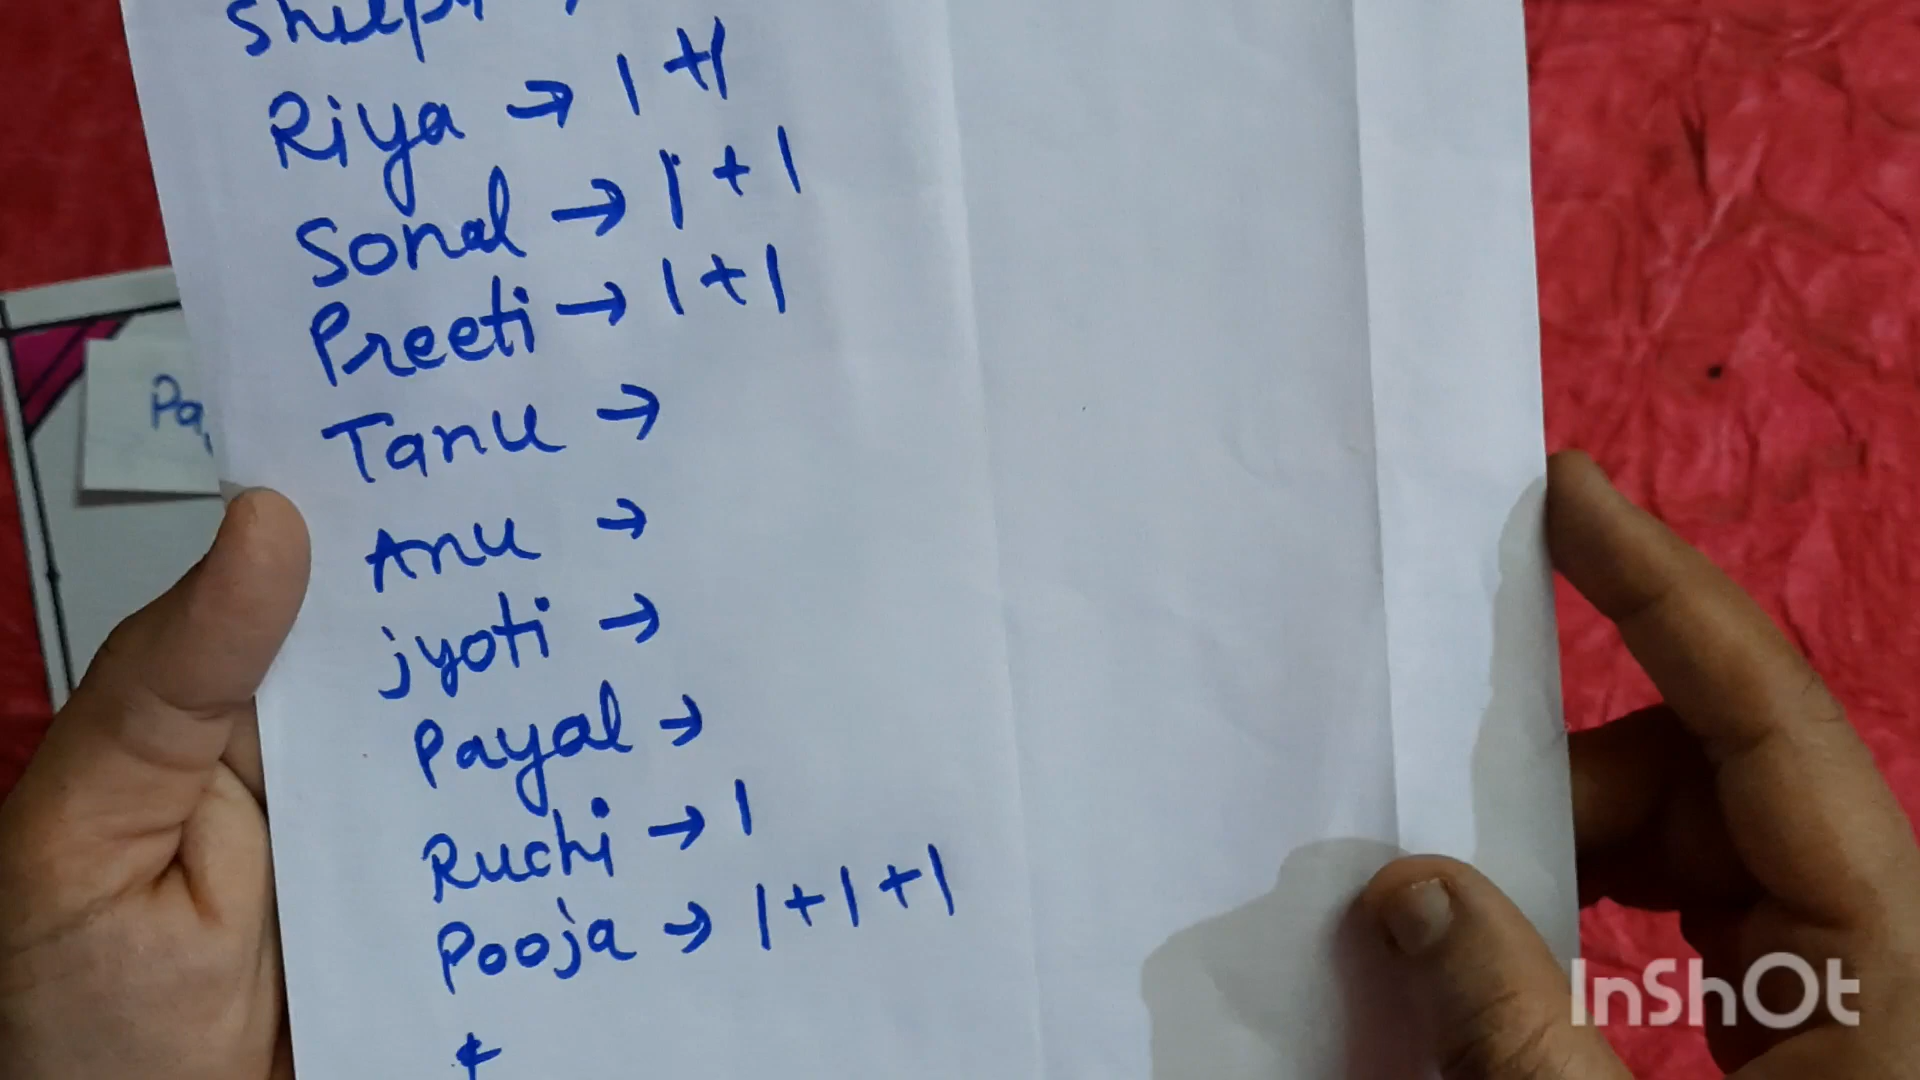 Riya → 1+1
Sonal → 1+1
Preeti → 1+1
Tanu →
Anu →
jyoti →
Payal →
Ruchi → 1
Pooja → 1+1+1
InShOt